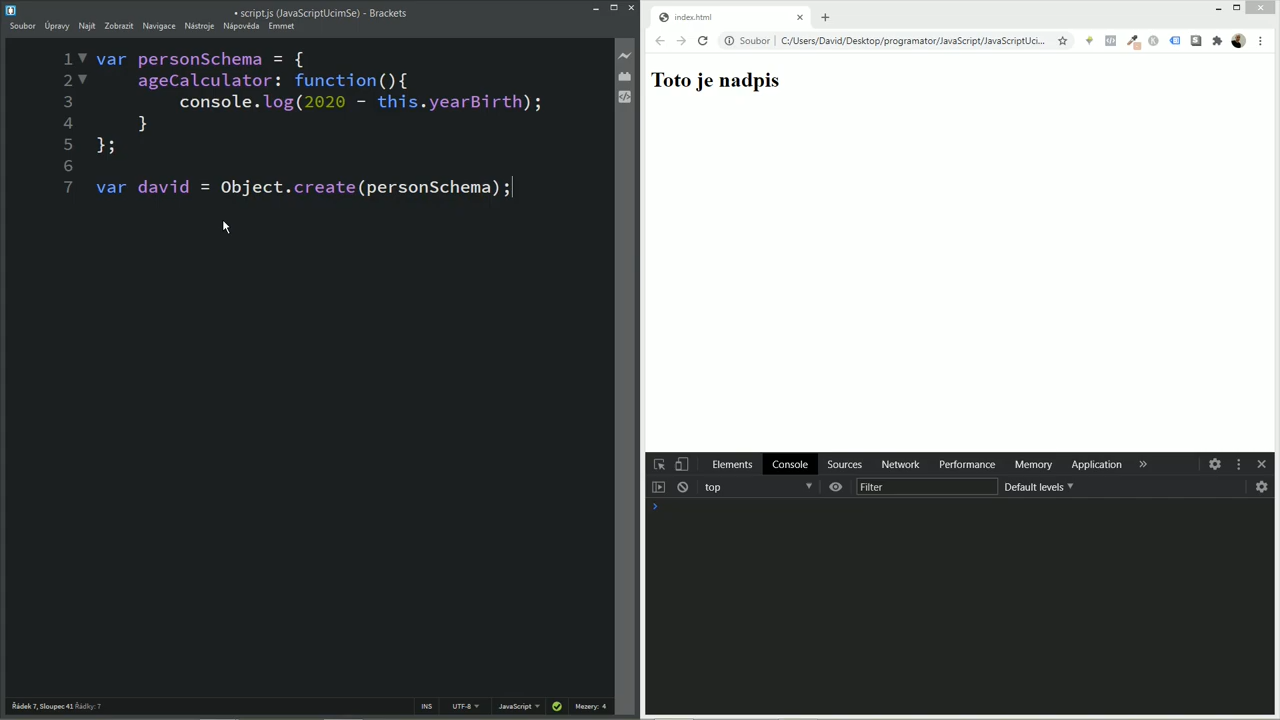 • script.js (JavaScriptUcimSe) - Brackets
Soubor Úpravy Najít Zobrazit Navigace Nástroje Nápověda Emmet
1 var personSchema = {
2 ageCalculator: function(){
3 console.log(2020 - this.yearBirth);
4 }
5 };
6
7 var david = Object.create(personSchema);
Řádek 7, Sloupec 41 Řádky: 7
INS UTF-8 JavaScript Mezery: 4
index.html
Soubor C:/Users/David/Desktop/programator/JavaScript/JavaScriptUci...
Toto je nadpis
Elements Console Sources Network Performance Memory Application
top Filter Default levels